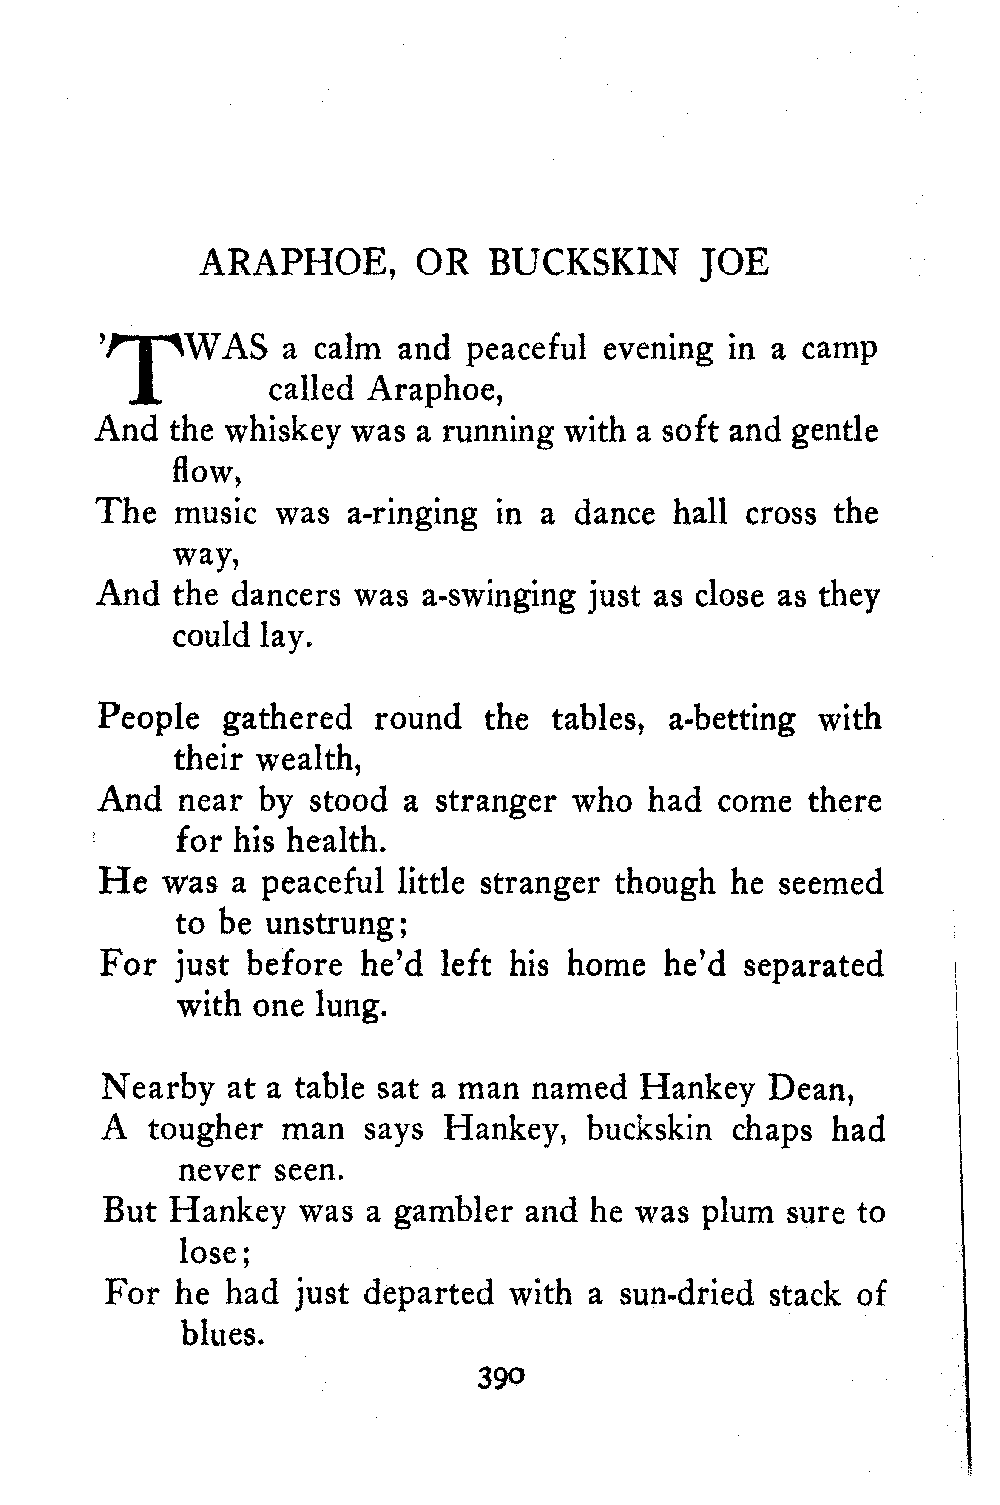 ARAPHOE, OR BUCKSKIN JOE
’TWAS a calm and peaceful evening in a camp
called Araphoe,
And the whiskey was a running with a soft and gentle
flow,
The music was a-ringing in a dance hall cross the
way,
And the dancers was a-swinging just as close as they
could lay.
People gathered round the tables, a-betting with
their wealth,
And near by stood a stranger who had come there
for his health.
He was a peaceful little stranger though he seemed
to be unstrung;
For just before he’d left his home he’d separated
with one lung.
Nearby at a table sat a man named Hankey Dean,
A tougher man says Hankey, buckskin chaps had
never seen.
But Hankey was a gambler and he was plum sure to
lose;
For he had just departed with a sun-dried stack of
blues.
390